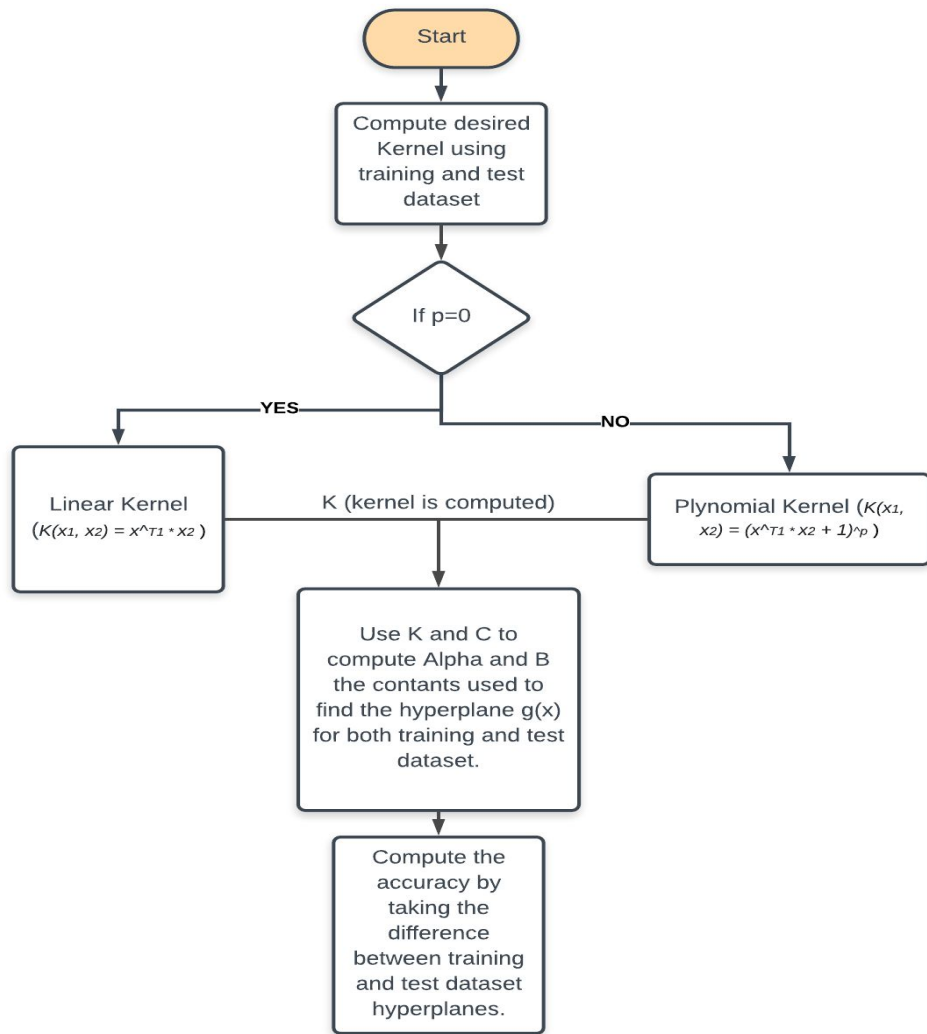 Start
Compute desired
Kernel using
training and test
dataset
If p=0
YES
NO
Linear Kernel
(K(x1, x2) = x^T1 * x2 )
K (kernel is computed)
Plynomial Kernel (K(x1,
x2) = (x^T1 * x2 + 1)^p )
Use K and C to
compute Alpha and B
the contants used to
find the hyperplane g(x)
for both training and test
dataset.
Compute the
accuracy by
taking the
difference
between training
and test dataset
hyperplanes.